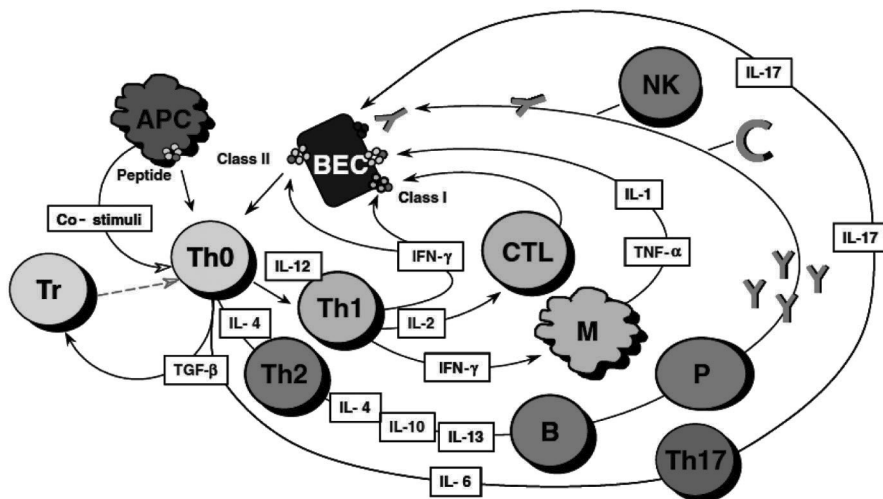 IL-17
NK
APC
Peptide
Class II
BEC
Class I
C
IL-1
Co- stimuli
Th0
IFN-γ
CTL
TNF-α
IL-17
Tr
IL-12
Th1
IL-2
M
IL- 4
TGF-β
Th2
IFN-γ
P
IL- 4
IL-10
IL-13
B
Th17
IL- 6